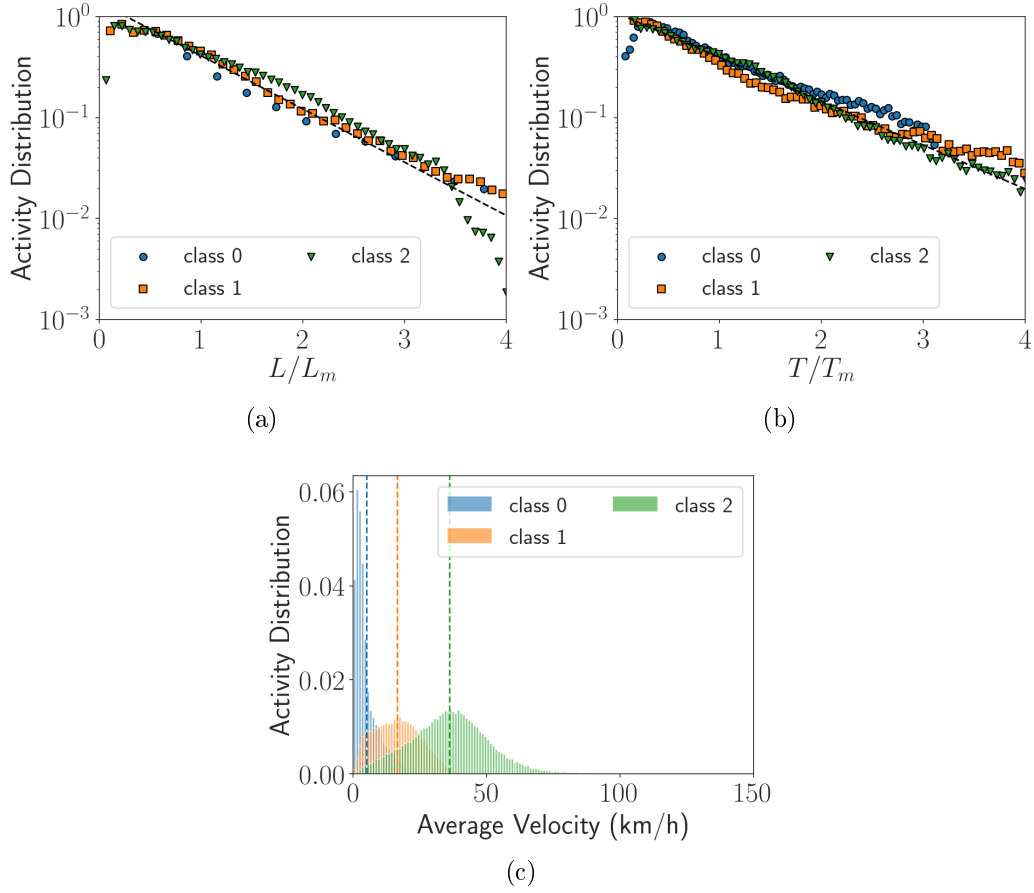 10^0
10^{-1}
10^{-2}
10^{-3}
Activity Distribution
class 0
class 1
class 2
0 1 2 3 4
L/L_m
(a)
10^0
10^{-1}
10^{-2}
10^{-3}
Activity Distribution
class 0
class 1
class 2
0 1 2 3 4
T/T_m
(b)
0.06
0.04
0.02
0.00
Activity Distribution
class 0
class 1
class 2
0 50 100 150
Average Velocity (km/h)
(c)